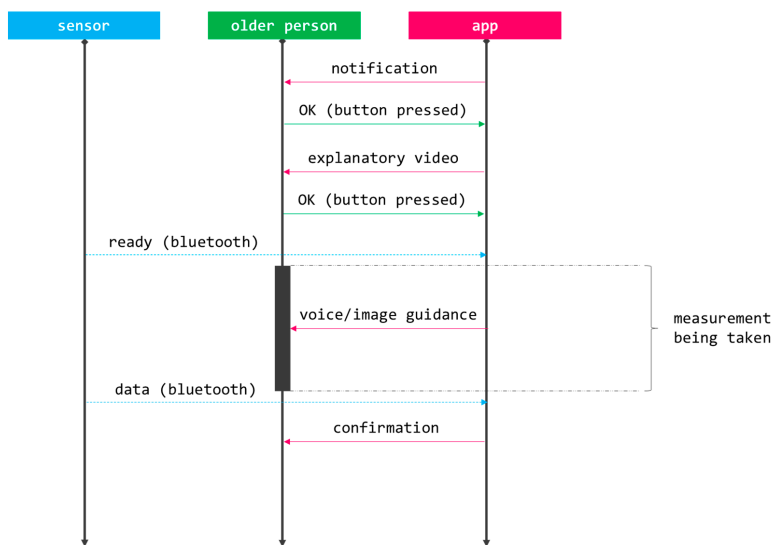 sensor
older person
app
notification
OK (button pressed)
explanatory video
OK (button pressed)
ready (bluetooth)
voice/image guidance
measurement
being taken
data (bluetooth)
confirmation